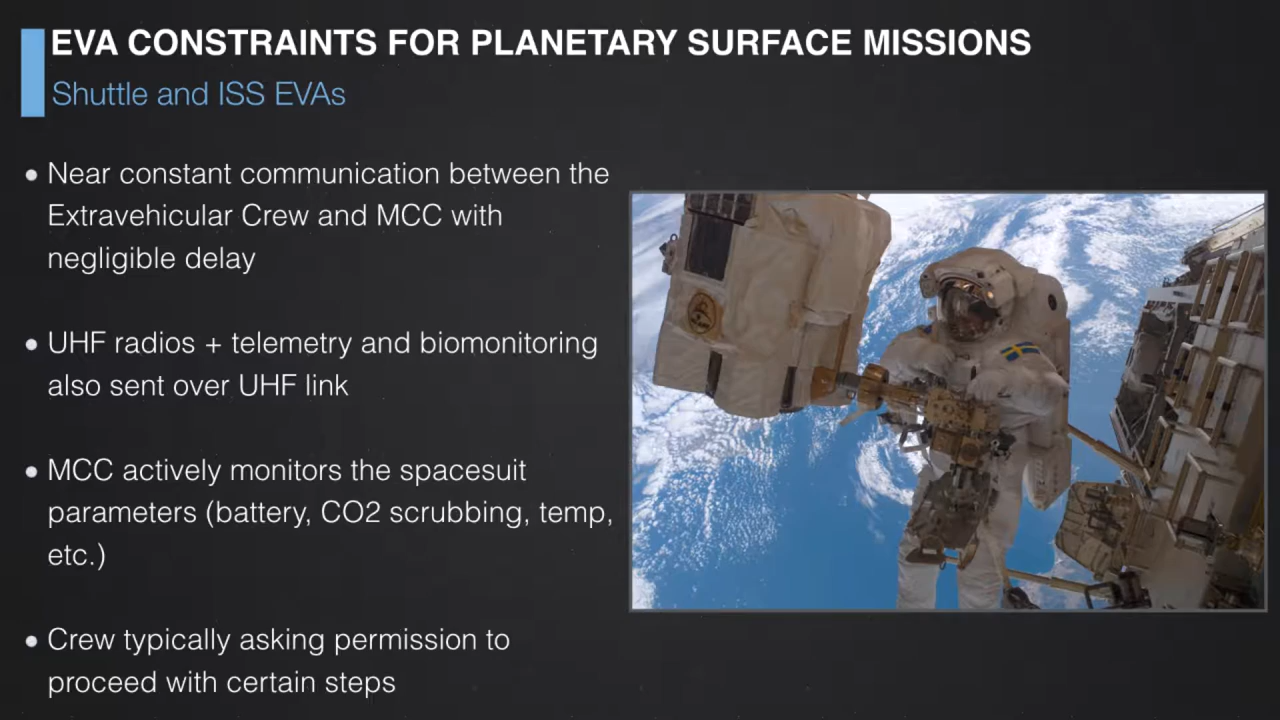 EVA CONSTRAINTS FOR PLANETARY SURFACE MISSIONS
Shuttle and ISS EVAs
• Near constant communication between the
Extravehicular Crew and MCC with
negligible delay
• UHF radios + telemetry and biomonitoring
also sent over UHF link
• MCC actively monitors the spacesuit
parameters (battery, CO2 scrubbing, temp,
etc.)
• Crew typically asking permission to
proceed with certain steps